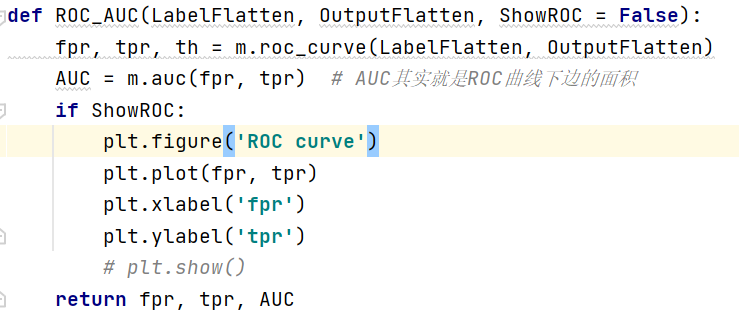 def ROC_AUC(LabelFlatten, OutputFlatten, ShowROC = False):
    fpr, tpr, th = m.roc_curve(LabelFlatten, OutputFlatten)
    AUC = m.auc(fpr, tpr)  # AUC其实就是ROC曲线下边的面积
    if ShowROC:
        plt.figure('ROC curve')
        plt.plot(fpr, tpr)
        plt.xlabel('fpr')
        plt.ylabel('tpr')
        # plt.show()
    return fpr, tpr, AUC